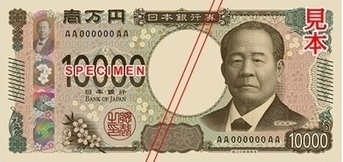 壱万円
日本銀行券
見本
AA000000AA
SPECIMEN
10000
日本銀行
BANK OF JAPAN
AA000000AA
10000